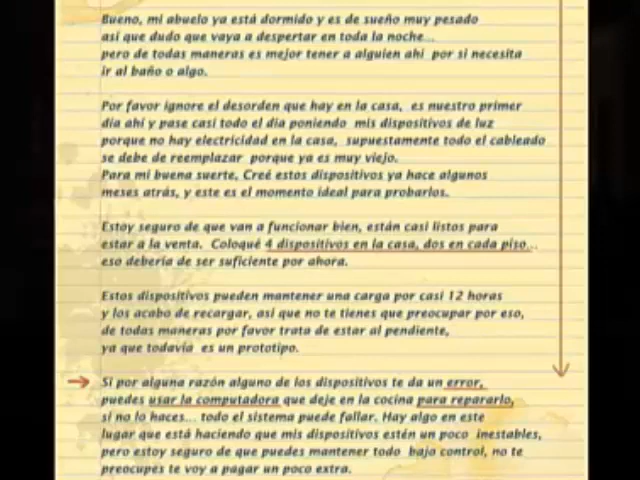 Bueno, mi abuelo ya está dormido y es de sueño muy pesado
así que dudo que vaya a despertar en toda la noche...
pero de todas maneras es mejor tener a alguien ahí por si necesita
ir al baño o algo.
Por favor ignore el desorden que hay en la casa, es nuestro primer
día ahí y pase casi todo el día poniendo mis dispositivos de luz
porque no hay electricidad en la casa, supuestamente todo el cableado
se debe de reemplazar porque ya es muy viejo.
Para mi buena suerte, Creé estos dispositivos ya hace algunos
meses atrás, y este es el momento ideal para probarlos.
Estoy seguro de que van a funcionar bien, están casi listos para
estar a la venta. Coloqué 4 dispositivos en la casa, dos en cada piso...
eso debería de ser suficiente por ahora.
Estos dispositivos pueden mantener una carga por casi 12 horas
y los acabo de recargar, así que no te tienes que preocupar por eso,
de todas maneras por favor trata de estar al pendiente,
ya que todavía es un prototipo.
Si por alguna razón alguno de los dispositivos te da un error,
puedes usar la computadora que deje en la cocina para repararlo,
si no lo haces... todo el sistema puede fallar. Hay algo en este
lugar que está haciendo que mis dispositivos estén un poco inestables,
pero estoy seguro de que puedes mantener todo bajo control, no te
preocupes te voy a pagar un poco extra.